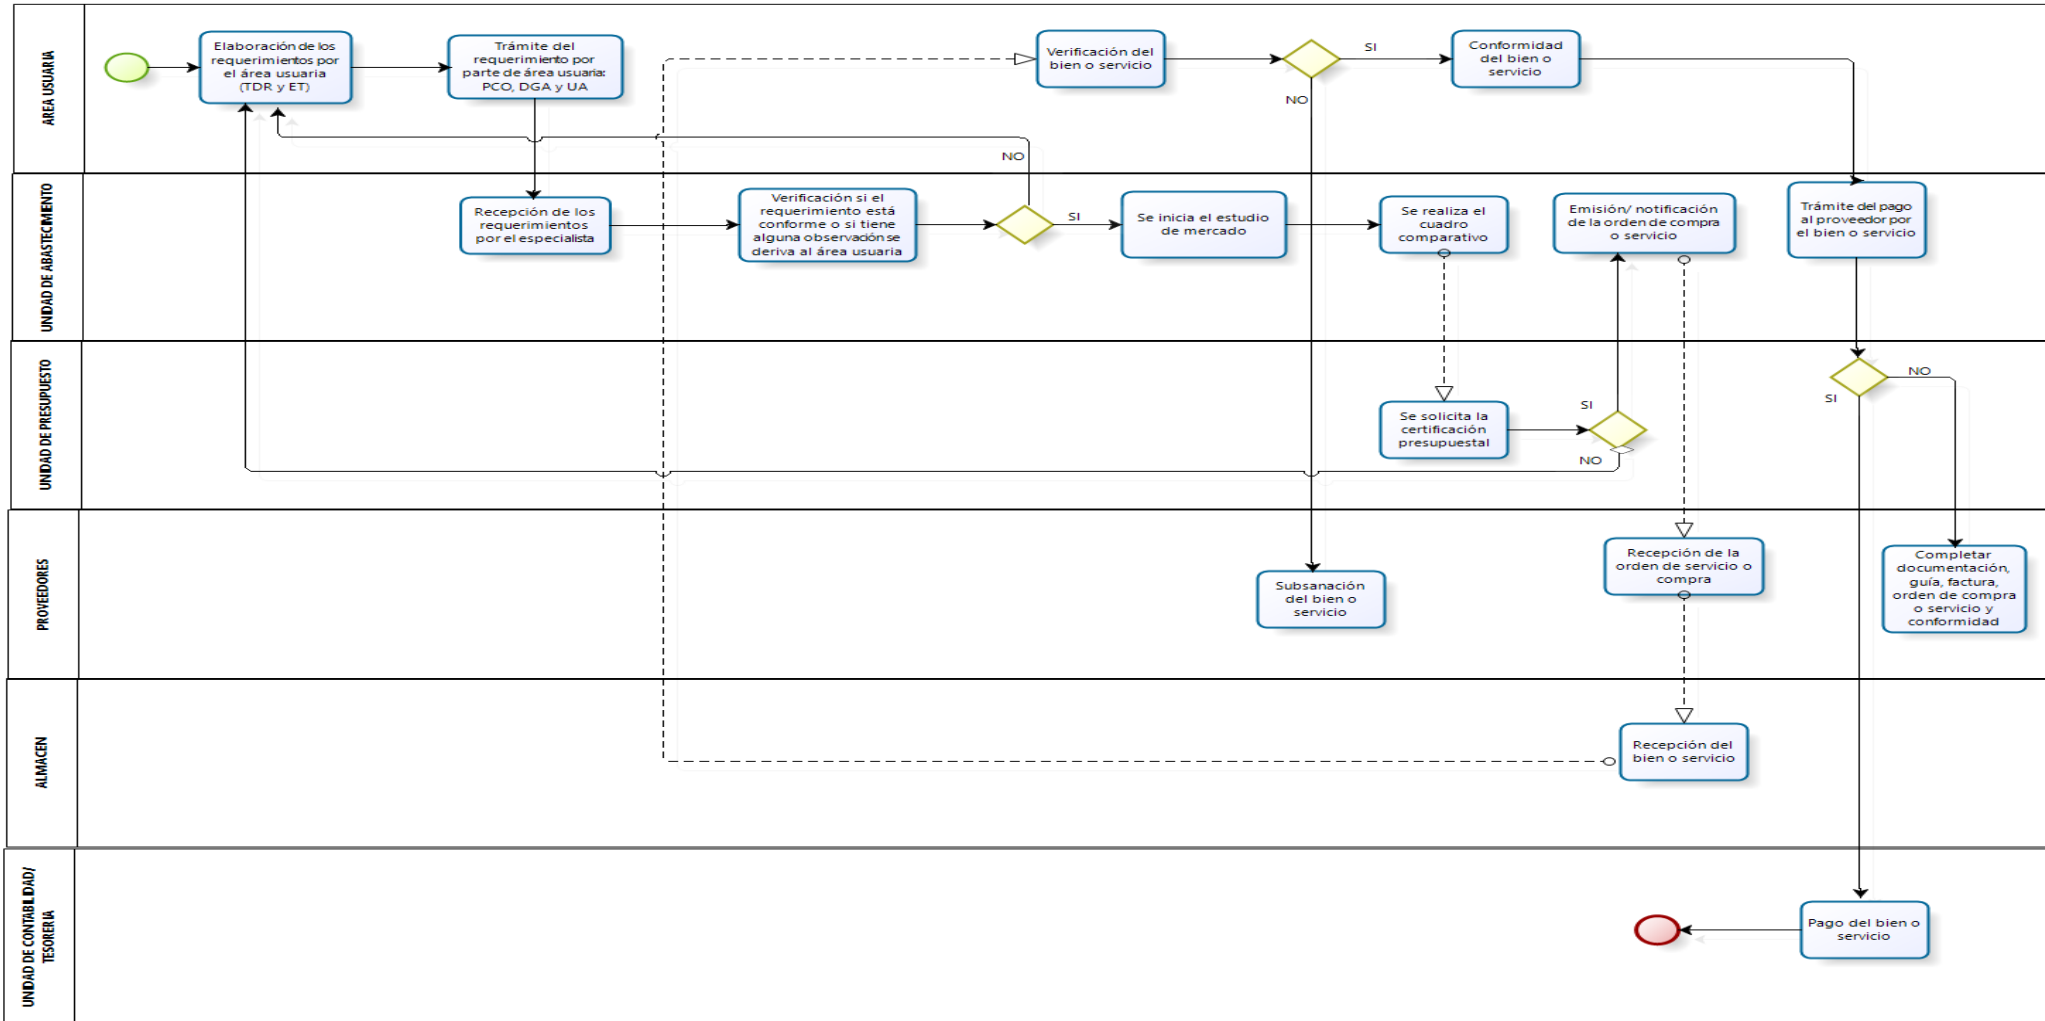 AREA USUARIA
Elaboración de los
requerimientos por
el área usuaria
(TDR y ET)
Trámite del
requerimiento por
parte de área usuaria:
PCO, DGA y UA
Verificación del
bien o servicio
SI
NO
Conformidad
del bien o
servicio
NO
UNIDAD DE ABASTECIMIENTO
Recepción de los
requerimientos
por el especialista
Verificación si el
requerimiento está
conforme o si tiene
alguna observación se
deriva al área usuaria
SI
Se inicia el estudio
de mercado
Se realiza el
cuadro
comparativo
Emisión/ notificación
de la orden de compra
o servicio
Trámite del pago
al proveedor por
el bien o servicio
UNIDAD DE PRESUPUESTO
Se solicita la
certificación
presupuestal
SI
NO
SI
NO
PROVEEDORES
Subsanación
del bien o
servicio
Recepción de la
orden de servicio o
compra
Completar
documentación,
guía, factura,
orden de compra
o servicio y
conformidad
ALMACEN
Recepción del
bien o servicio
UNIDAD DE CONTABILIDAD/
TESORERIA
Pago del bien o
servicio